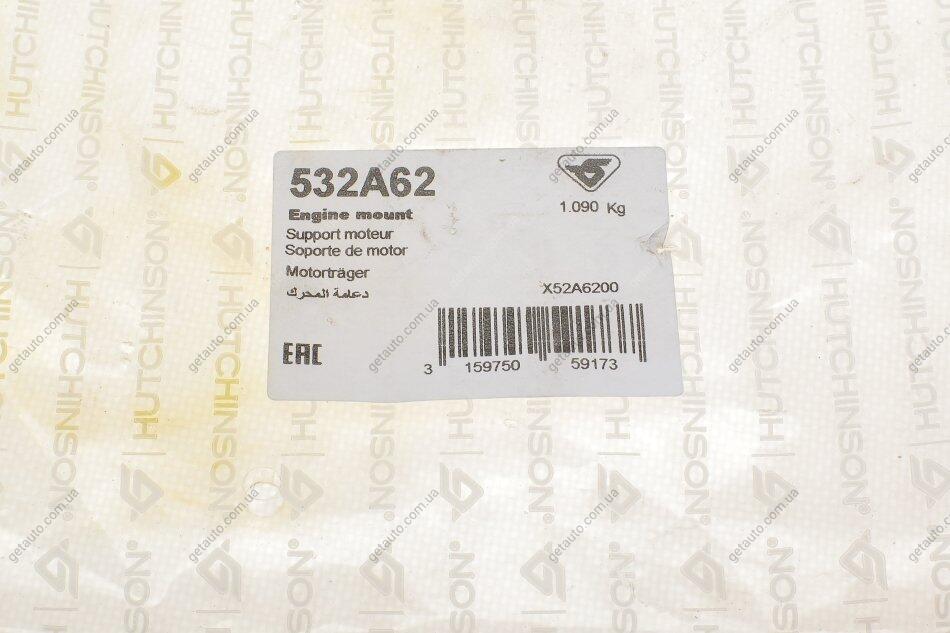 532A62
Engine mount
Support moteur
Soporte de motor
Motorträger
دعامة المحرك
1.090 Kg
X52A6200
EAC
3 159750 59173
HUTCHINSON®
getauto.com.ua